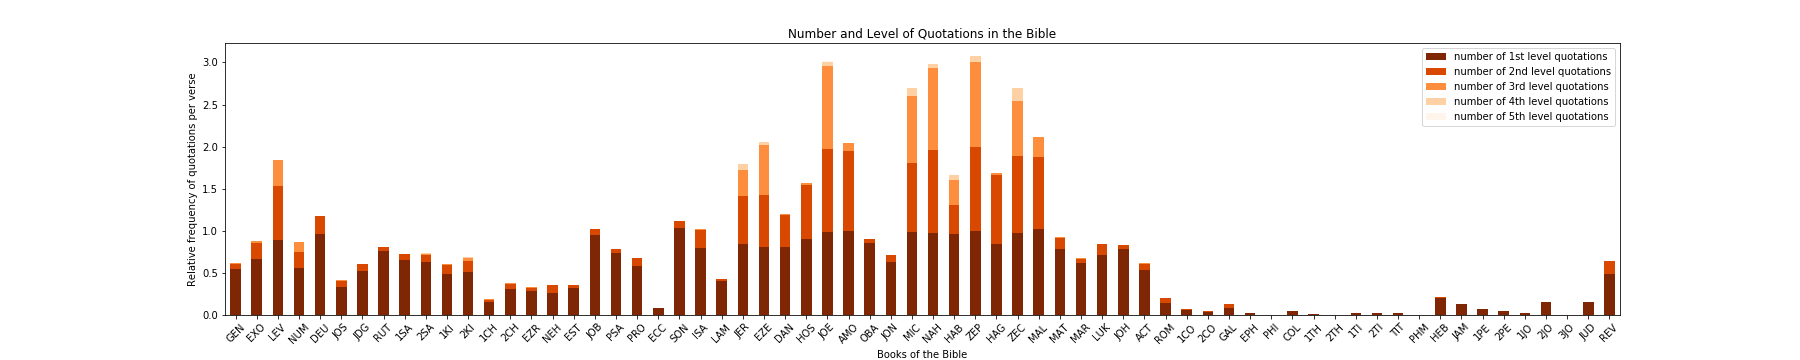 Number and Level of Quotations in the Bible
number of 1st level quotations
number of 2nd level quotations
number of 3rd level quotations
number of 4th level quotations
number of 5th level quotations
Relative frequency of quotations per verse
3.0
2.5
2.0
1.5
1.0
0.5
0.0
GEN EXO LEV NUM DEU JOS JDG RUT 1SA 2SA 1KI 2KI 1CH 2CH EZR NEH EST JOB PSA PRO ECC SON ISA LAM JER EZE DAN HOS JOE AMO OBA JON MIC NAH HAB ZEP HAG ZEC MAL MAT MAR LUK JOH ACT ROM 1CO 2CO GAL EPH PHI COL 1TH 2TH 1TI 2TI TIT PHM HEB JAM 1PE 2PE 1JO 2JO 3JO JUD REV
Books of the Bible